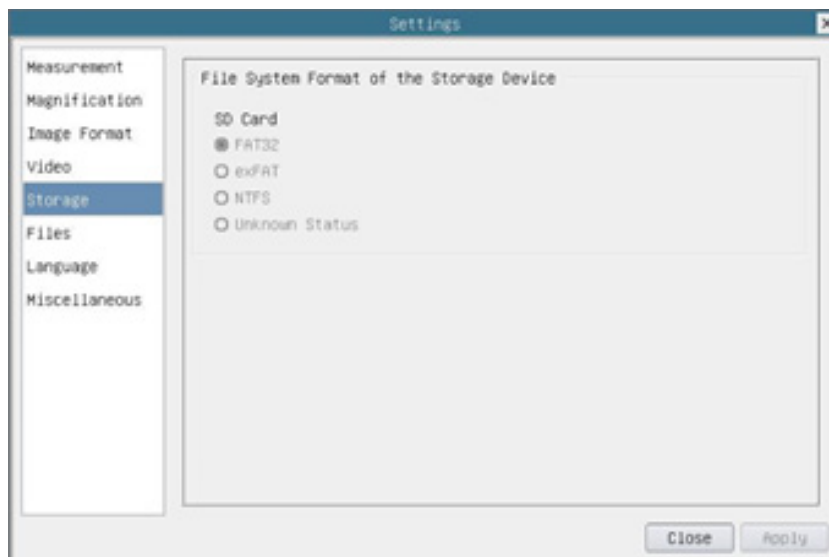 Settings
Measurement
Magnification
Image Format
Video
Storage
Files
Language
Miscellaneous
File System Format of the Storage Device
SD Card
FAT32
exFAT
NTFS
Unknown Status
Close
Apply